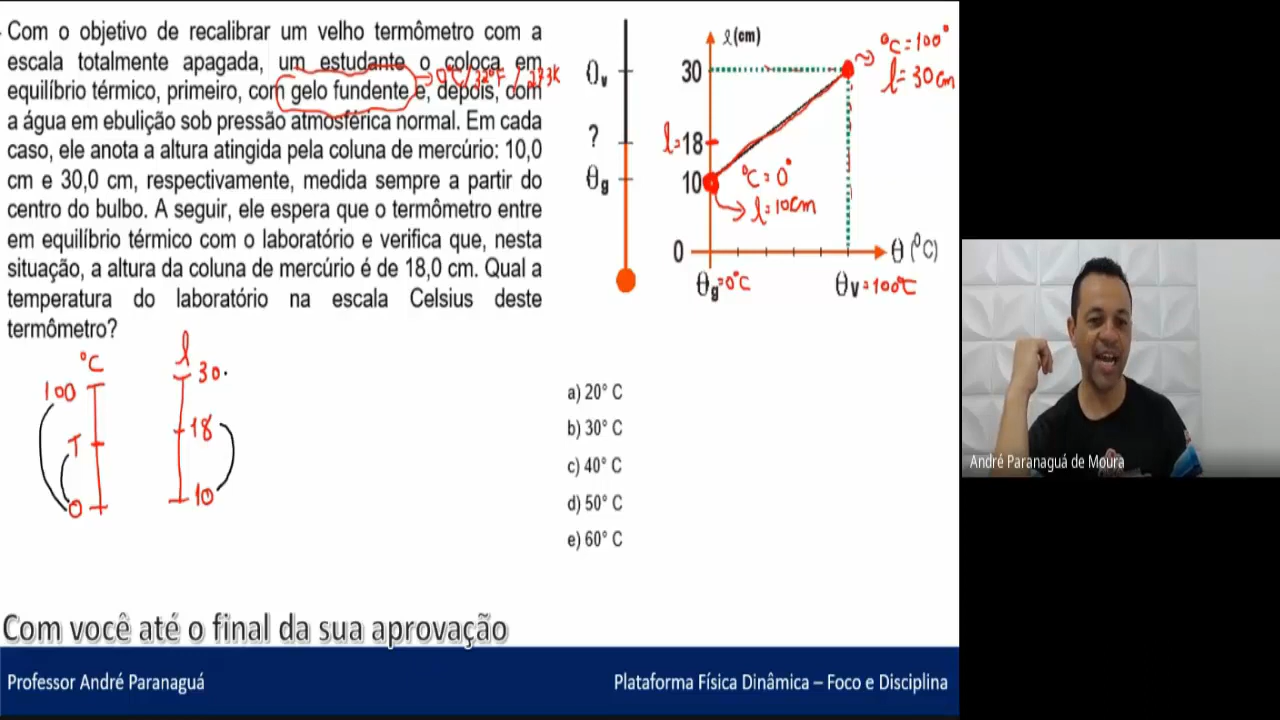 Com o objetivo de recalibrar um velho termômetro com a
escala totalmente apagada, um estudante o coloca em
equilíbrio térmico, primeiro, com gelo fundente e, depois, com
a água em ebulição sob pressão atmosférica normal. Em cada
caso, ele anota a altura atingida pela coluna de mercúrio: 10,0
cm e 30,0 cm, respectivamente, medida sempre a partir do
centro do bulbo. A seguir, ele espera que o termômetro entre
em equilíbrio térmico com o laboratório e verifica que, nesta
situação, a altura da coluna de mercúrio é de 18,0 cm. Qual a
temperatura do laboratório na escala Celsius deste
termômetro?
0°C/32°F/273K
θv
?
θg
ℓ(cm)
30
ℓ=18
10
0
°C=100°
ℓ=30cm
°C=0°
ℓ=10cm
θ (°C)
θg=0°C
θv=100°C
°C
100
T
0
ℓ
30
18
10
a) 20° C
b) 30° C
c) 40° C
d) 50° C
e) 60° C
André Paranaguá de Moura
Com você até o final da sua aprovação
Professor André Paranaguá
Plataforma Física Dinâmica – Foco e Disciplina